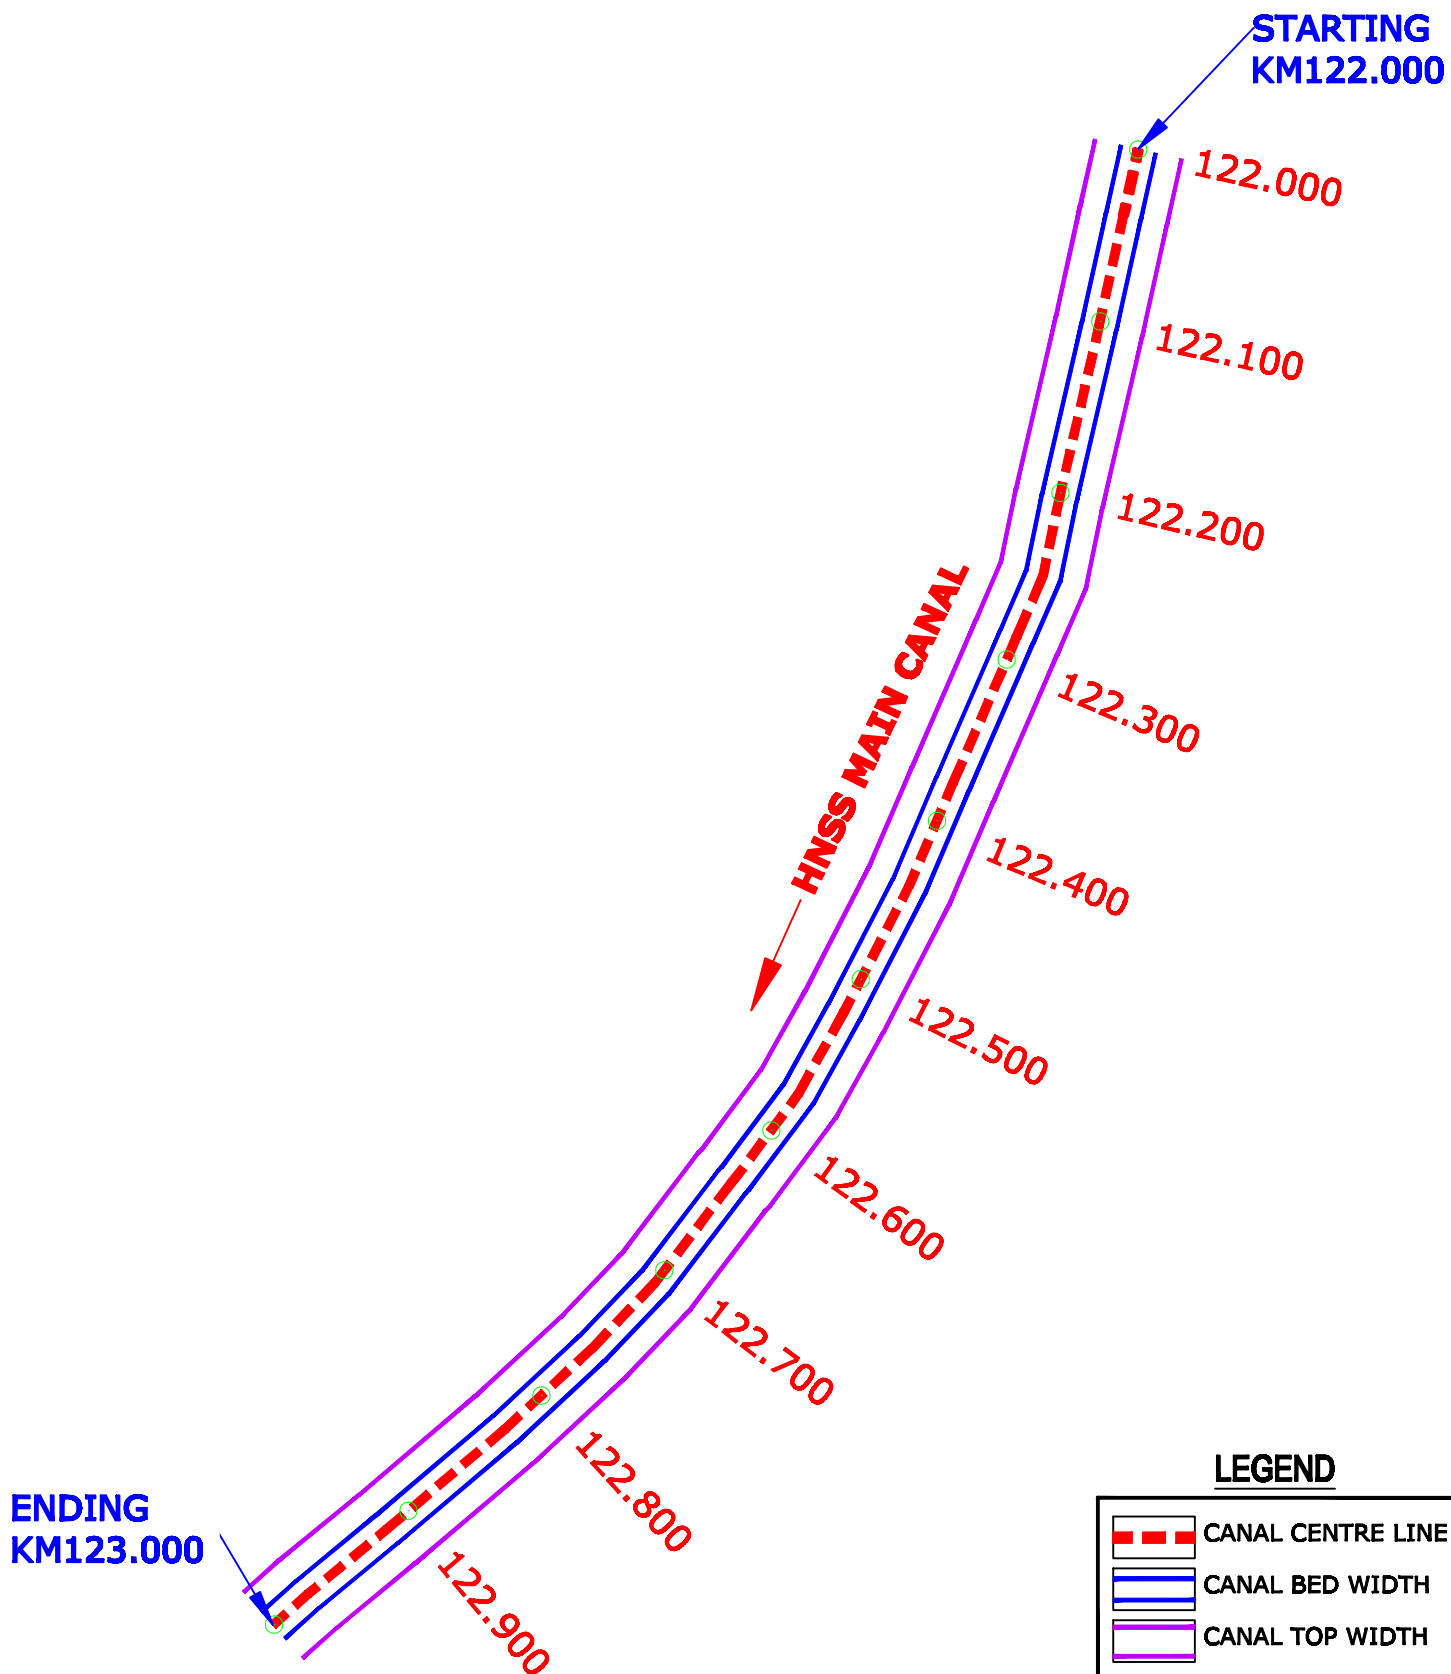 STARTING
KM122.000
122.000
122.100
122.200
122.300
HNSS MAIN CANAL
122.400
122.500
122.600
122.700
122.800
122.900
ENDING
KM123.000
LEGEND
CANAL CENTRE LINE
CANAL BED WIDTH
CANAL TOP WIDTH